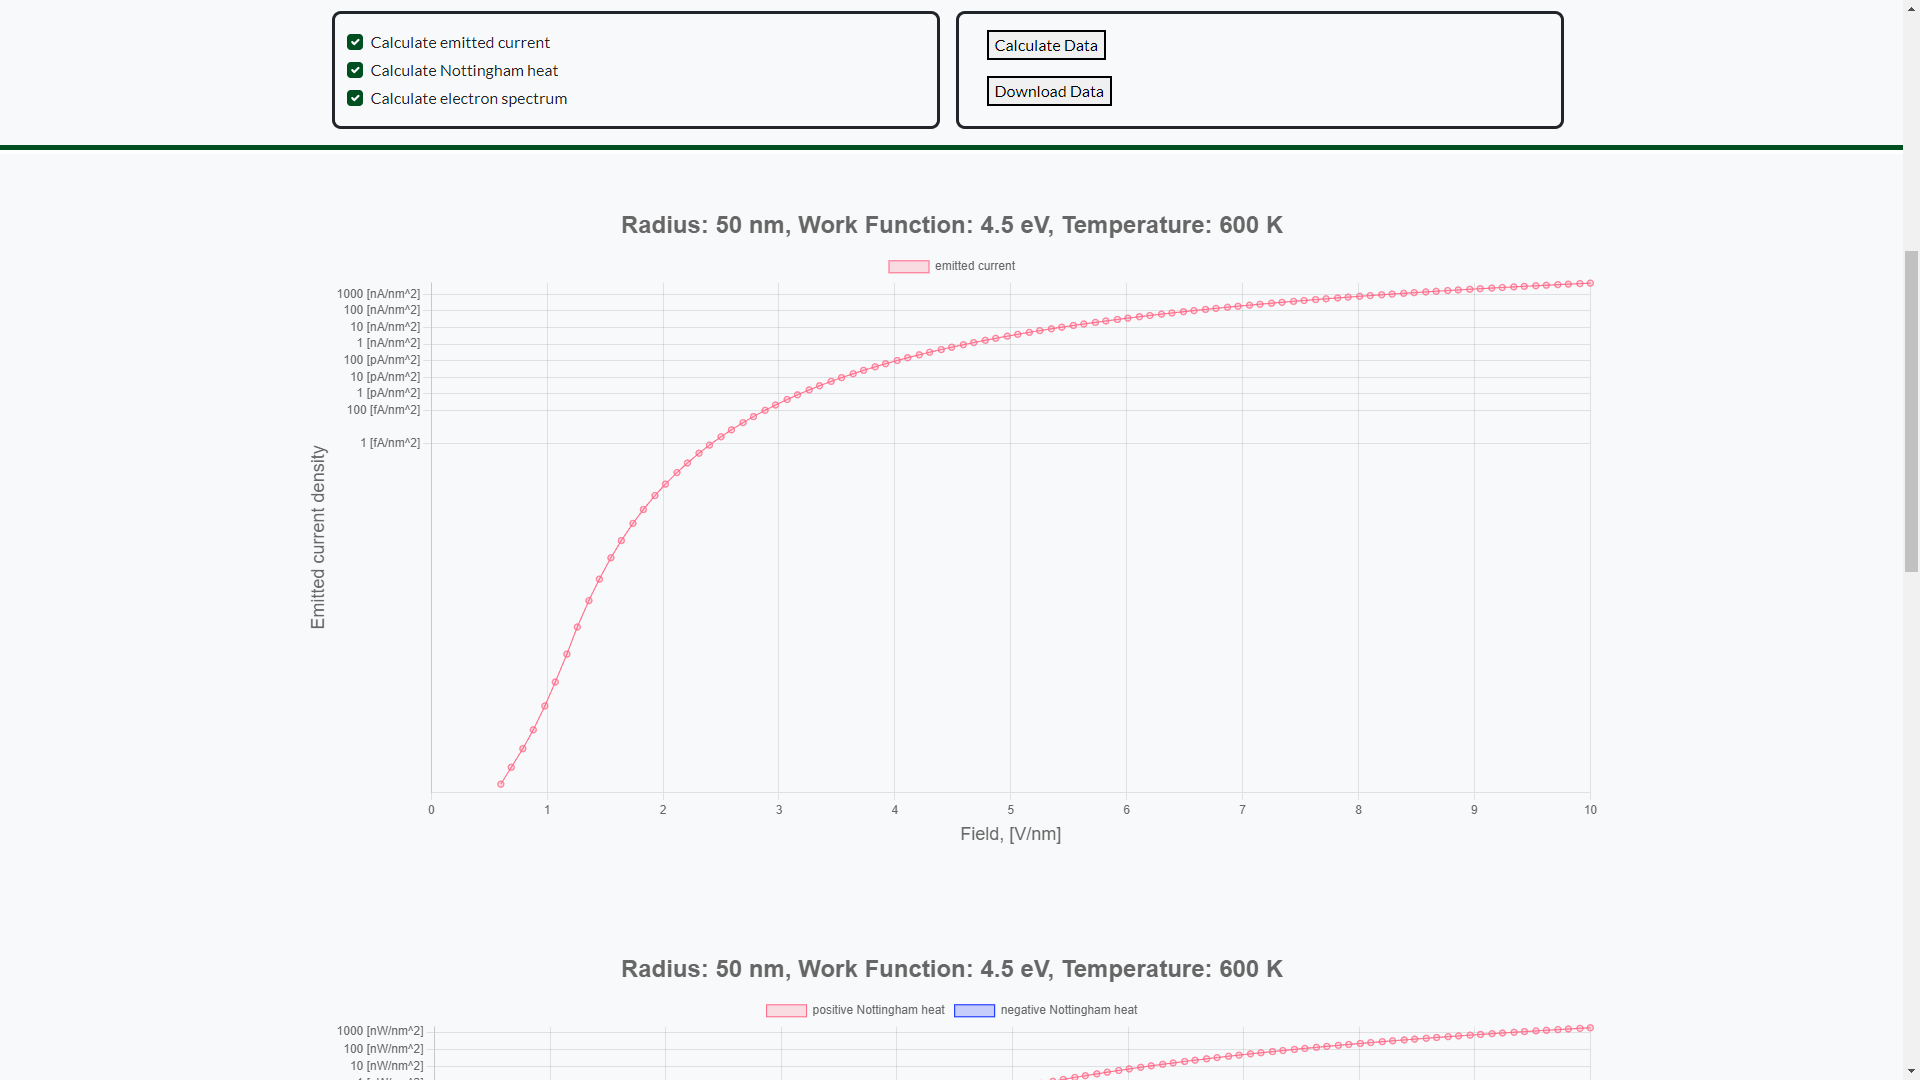 Calculate emitted current
Calculate Nottingham heat
Calculate electron spectrum
Calculate Data
Download Data
Radius: 50 nm, Work Function: 4.5 eV, Temperature: 600 K
emitted current
1000 [nA/nm^2]
100 [nA/nm^2]
10 [nA/nm^2]
1 [nA/nm^2]
100 [pA/nm^2]
10 [pA/nm^2]
1 [pA/nm^2]
100 [fA/nm^2]
1 [fA/nm^2]
Emitted current density
0 1 2 3 4 5 6 7 8 9 10
Field, [V/nm]
Radius: 50 nm, Work Function: 4.5 eV, Temperature: 600 K
positive Nottingham heat negative Nottingham heat
1000 [nW/nm^2]
100 [nW/nm^2]
10 [nW/nm^2]